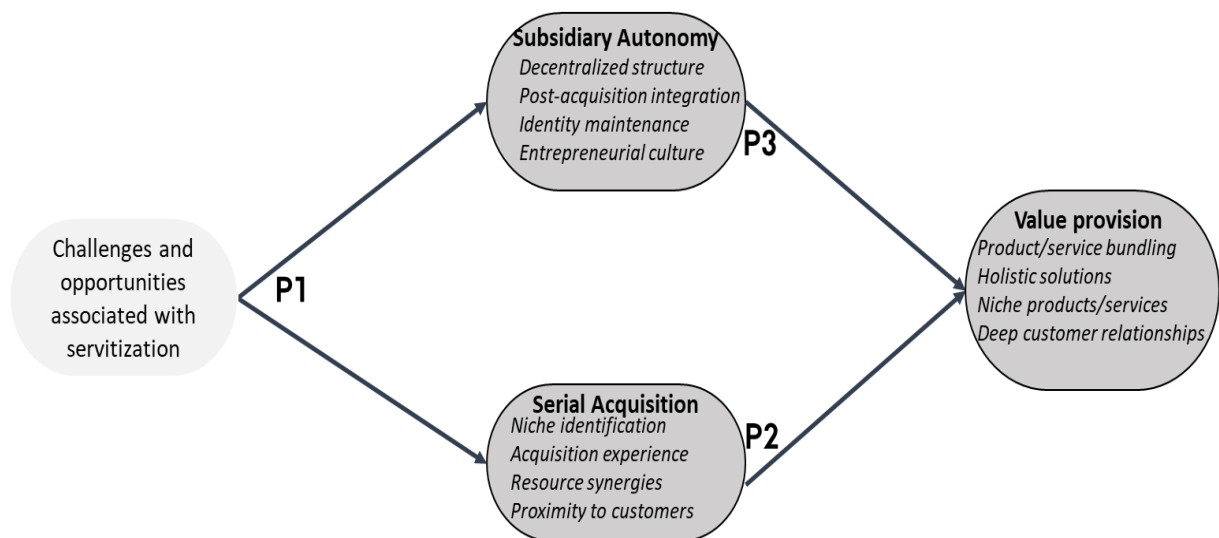 Subsidiary Autonomy
Decentralized structure
Post-acquisition integration
Identity maintenance
Entrepreneurial culture
P3
Challenges and
opportunities
associated with
servitization
P1
Value provision
Product/service bundling
Holistic solutions
Niche products/services
Deep customer relationships
Serial Acquisition
Niche identification
Acquisition experience
Resource synergies
Proximity to customers
P2